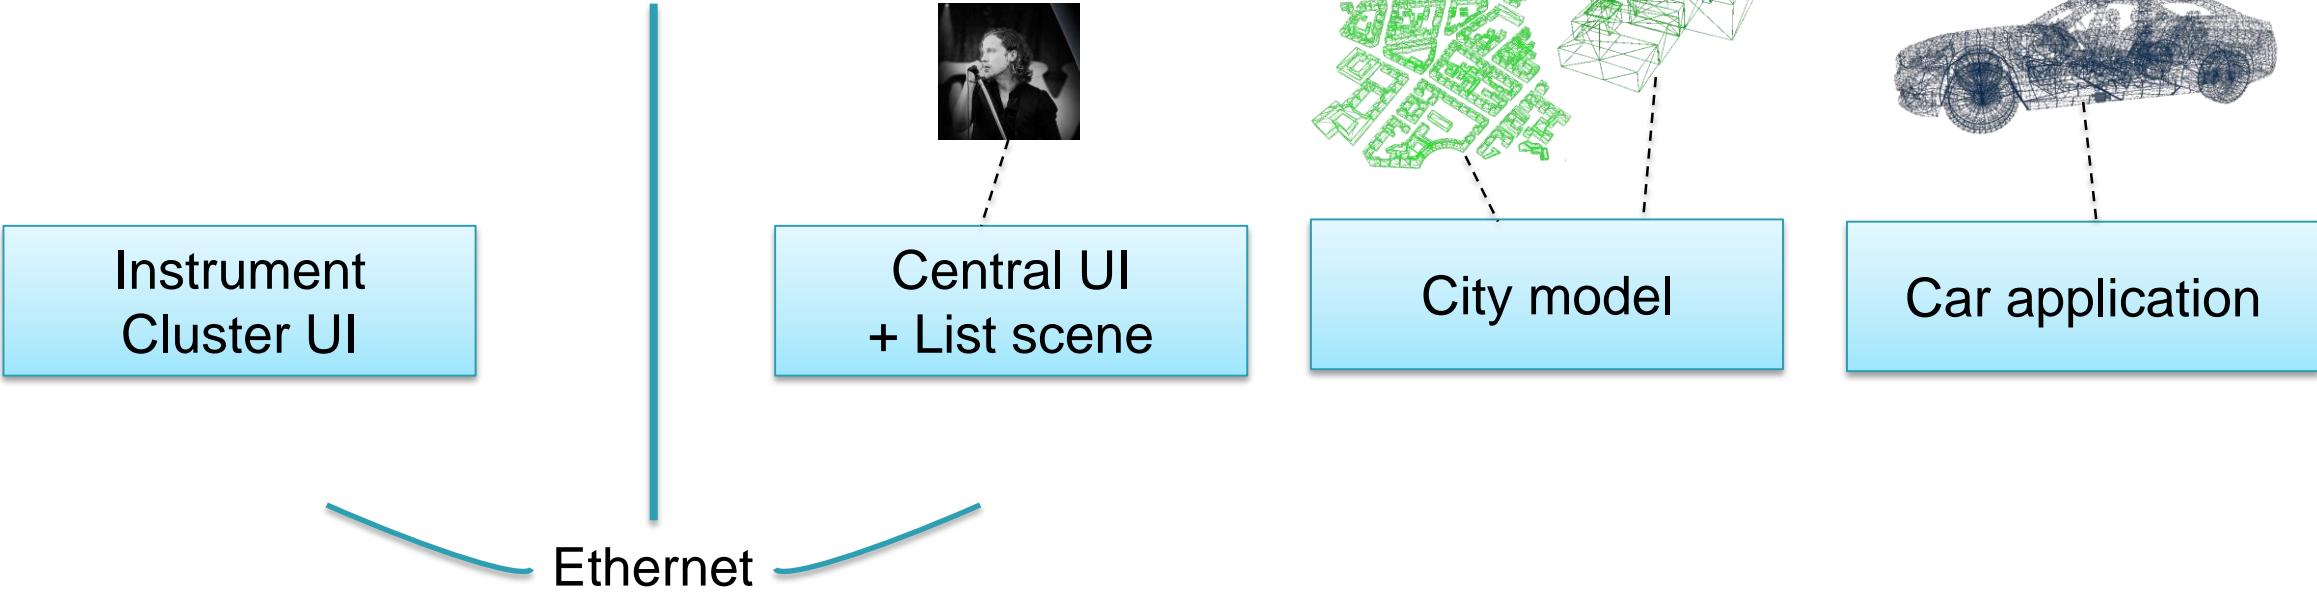 Instrument
Cluster UI
Central UI
+ List scene
City model
Car application
Ethernet